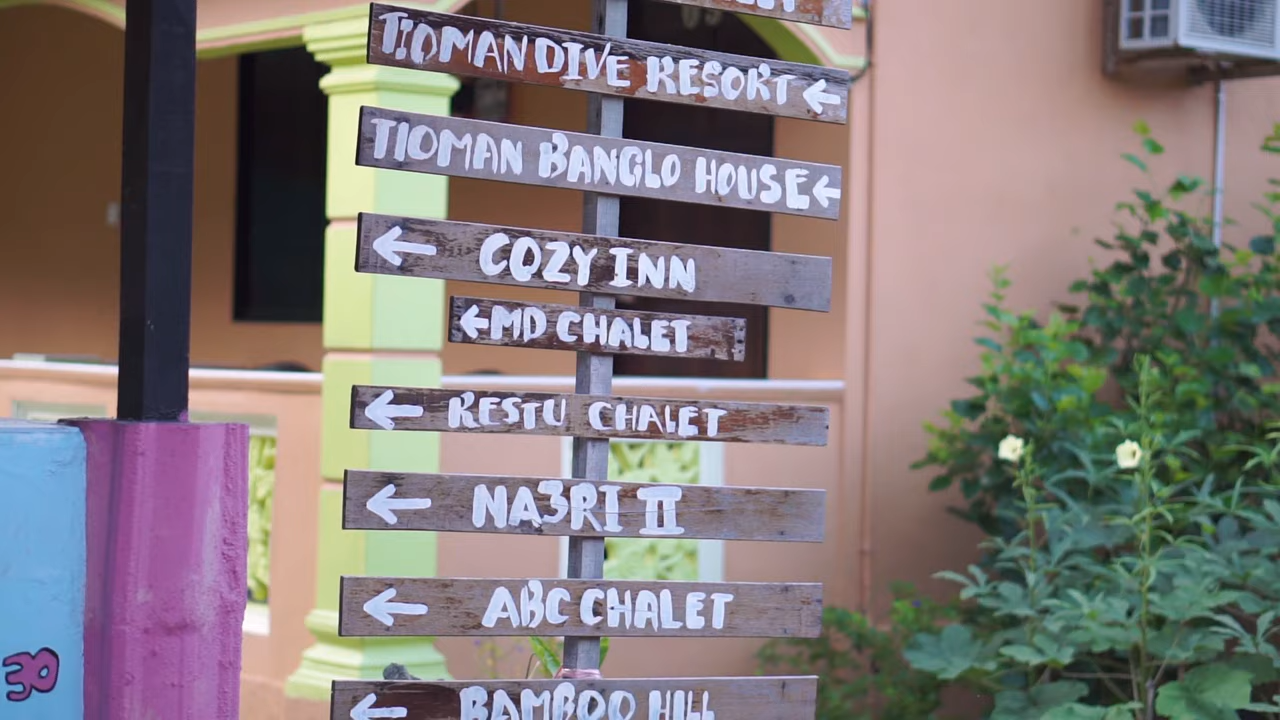 TIOMAN DIVE RESORT ←
TIOMAN BANGLO HOUSE ←
← COZY INN
← MD CHALET
← RESTU CHALET
← NA3RI II
← ABC CHALET
← BAMBOO HILL
30